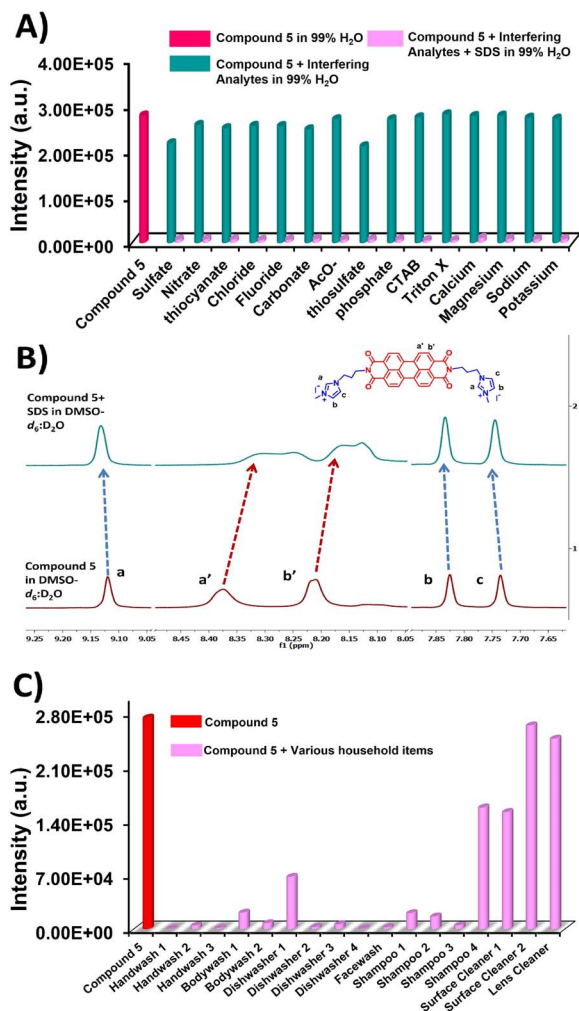 A)
Compound 5 in 99% H₂O
Compound 5 + Interfering
Analytes in 99% H₂O
Compound 5 + Interfering
Analytes + SDS in 99% H₂O
Intensity (a.u.)
4.00E+05
3.00E+05
2.00E+05
1.00E+05
0.00E+00
Compound 5
Sulfate
Nitrate
thiocyanate
Chloride
Fluoride
Carbonate
AcO-
thiosulfate
phosphate
CTAB
Triton X
Calcium
Magnesium
Sodium
Potassium
B)
a' b'
O O
N N
O O
a b c N N + I⁻
c a b N N + I⁻
Compound 5+
SDS in DMSO-
d₆:D₂O
2
Compound 5
in DMSO-
d₆:D₂O
a a' b' b c
1
9.25 9.20 9.15 9.10 9.05 8.50 8.45 8.40 8.35 8.30 8.25 8.20 8.15 8.10 8.05 7.85 7.80 7.75 7.70 7.65
f1 (ppm)
C)
Compound 5
Compound 5 + Various household items
Intensity (a.u.)
2.80E+05
2.10E+05
1.40E+05
7.00E+04
0.00E+00
Compound 5
Handwash 1
Handwash 2
Handwash 3
Bodywash 1
Bodywash 2
Dishwasher 1
Dishwasher 2
Dishwasher 3
Dishwasher 4
Facewash
Shampoo 1
Shampoo 2
Shampoo 3
Shampoo 4
Surface Cleaner 1
Surface Cleaner 2
Lens Cleaner